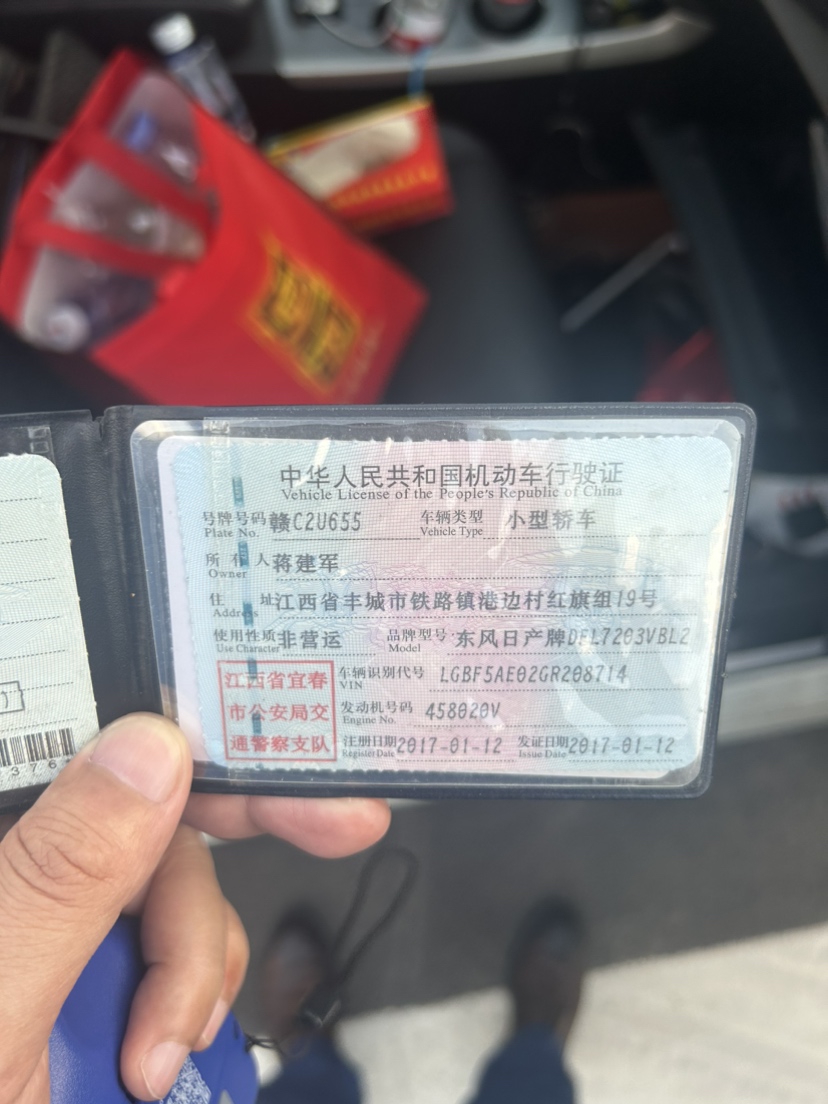 中华人民共和国机动车行驶证
Vehicle License of the People's Republic of China
号牌号码 赣C2U655 车辆类型 小型轿车
Plate No. Vehicle Type
所有人 蒋建军
Owner
住址 江西省丰城市铁路镇港边村红旗组19号
Address
使用性质 非营运 品牌型号 东风日产牌DFL7203VBL2
Use Character Model
江西省宜春
市公安局交
通警察支队
车辆识别代号 LGBF5AE02GR208714
VIN
发动机号码 458020V
Engine No.
注册日期 2017-01-12 发证日期 2017-01-12
Register Date Issue Date